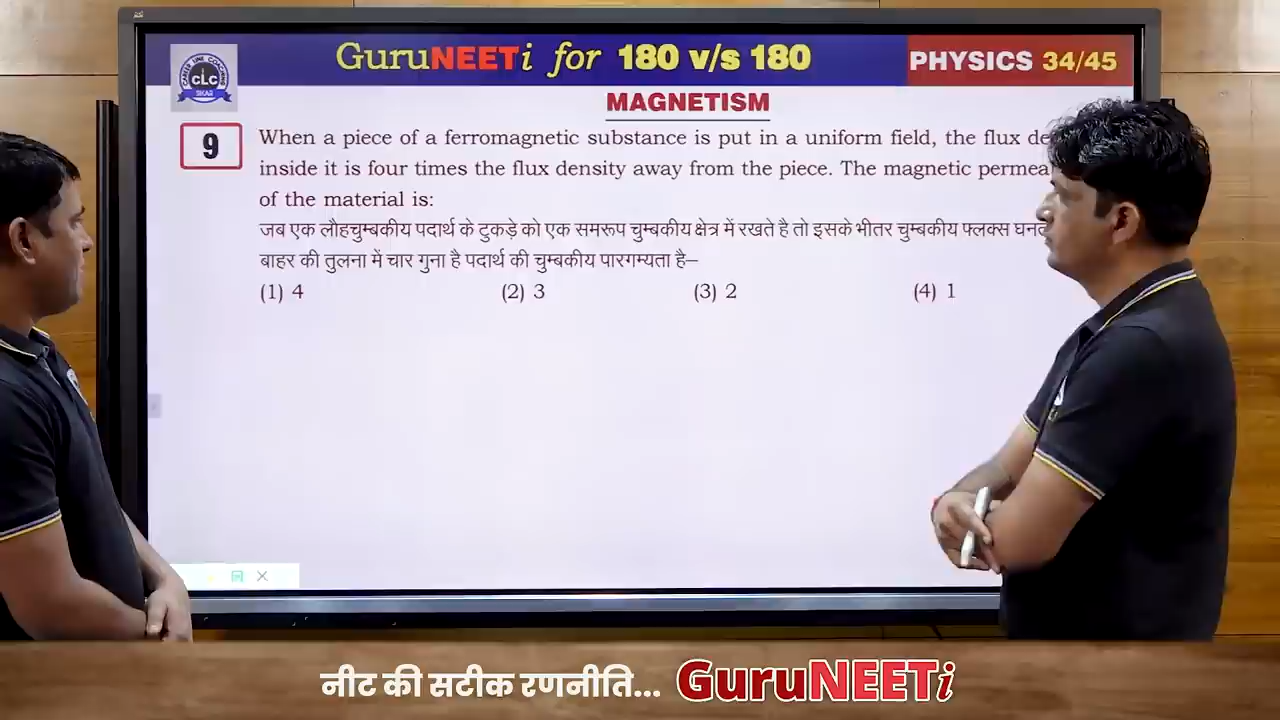 GuruNEETi for 180 v/s 180
PHYSICS 34/45
CLC
SIKAR
MAGNETISM
9
When a piece of a ferromagnetic substance is put in a uniform field, the flux de
inside it is four times the flux density away from the piece. The magnetic permea
of the material is:
जब एक लौहचुम्बकीय पदार्थ के टुकड़े को एक समरूप चुम्बकीय क्षेत्र में रखते है तो इसके भीतर चुम्बकीय फ्लक्स घनत
बाहर की तुलना में चार गुना है पदार्थ की चुम्बकीय पारगम्यता है–
(1) 4 (2) 3 (3) 2 (4) 1
नीट की सटीक रणनीति... GuruNEETi